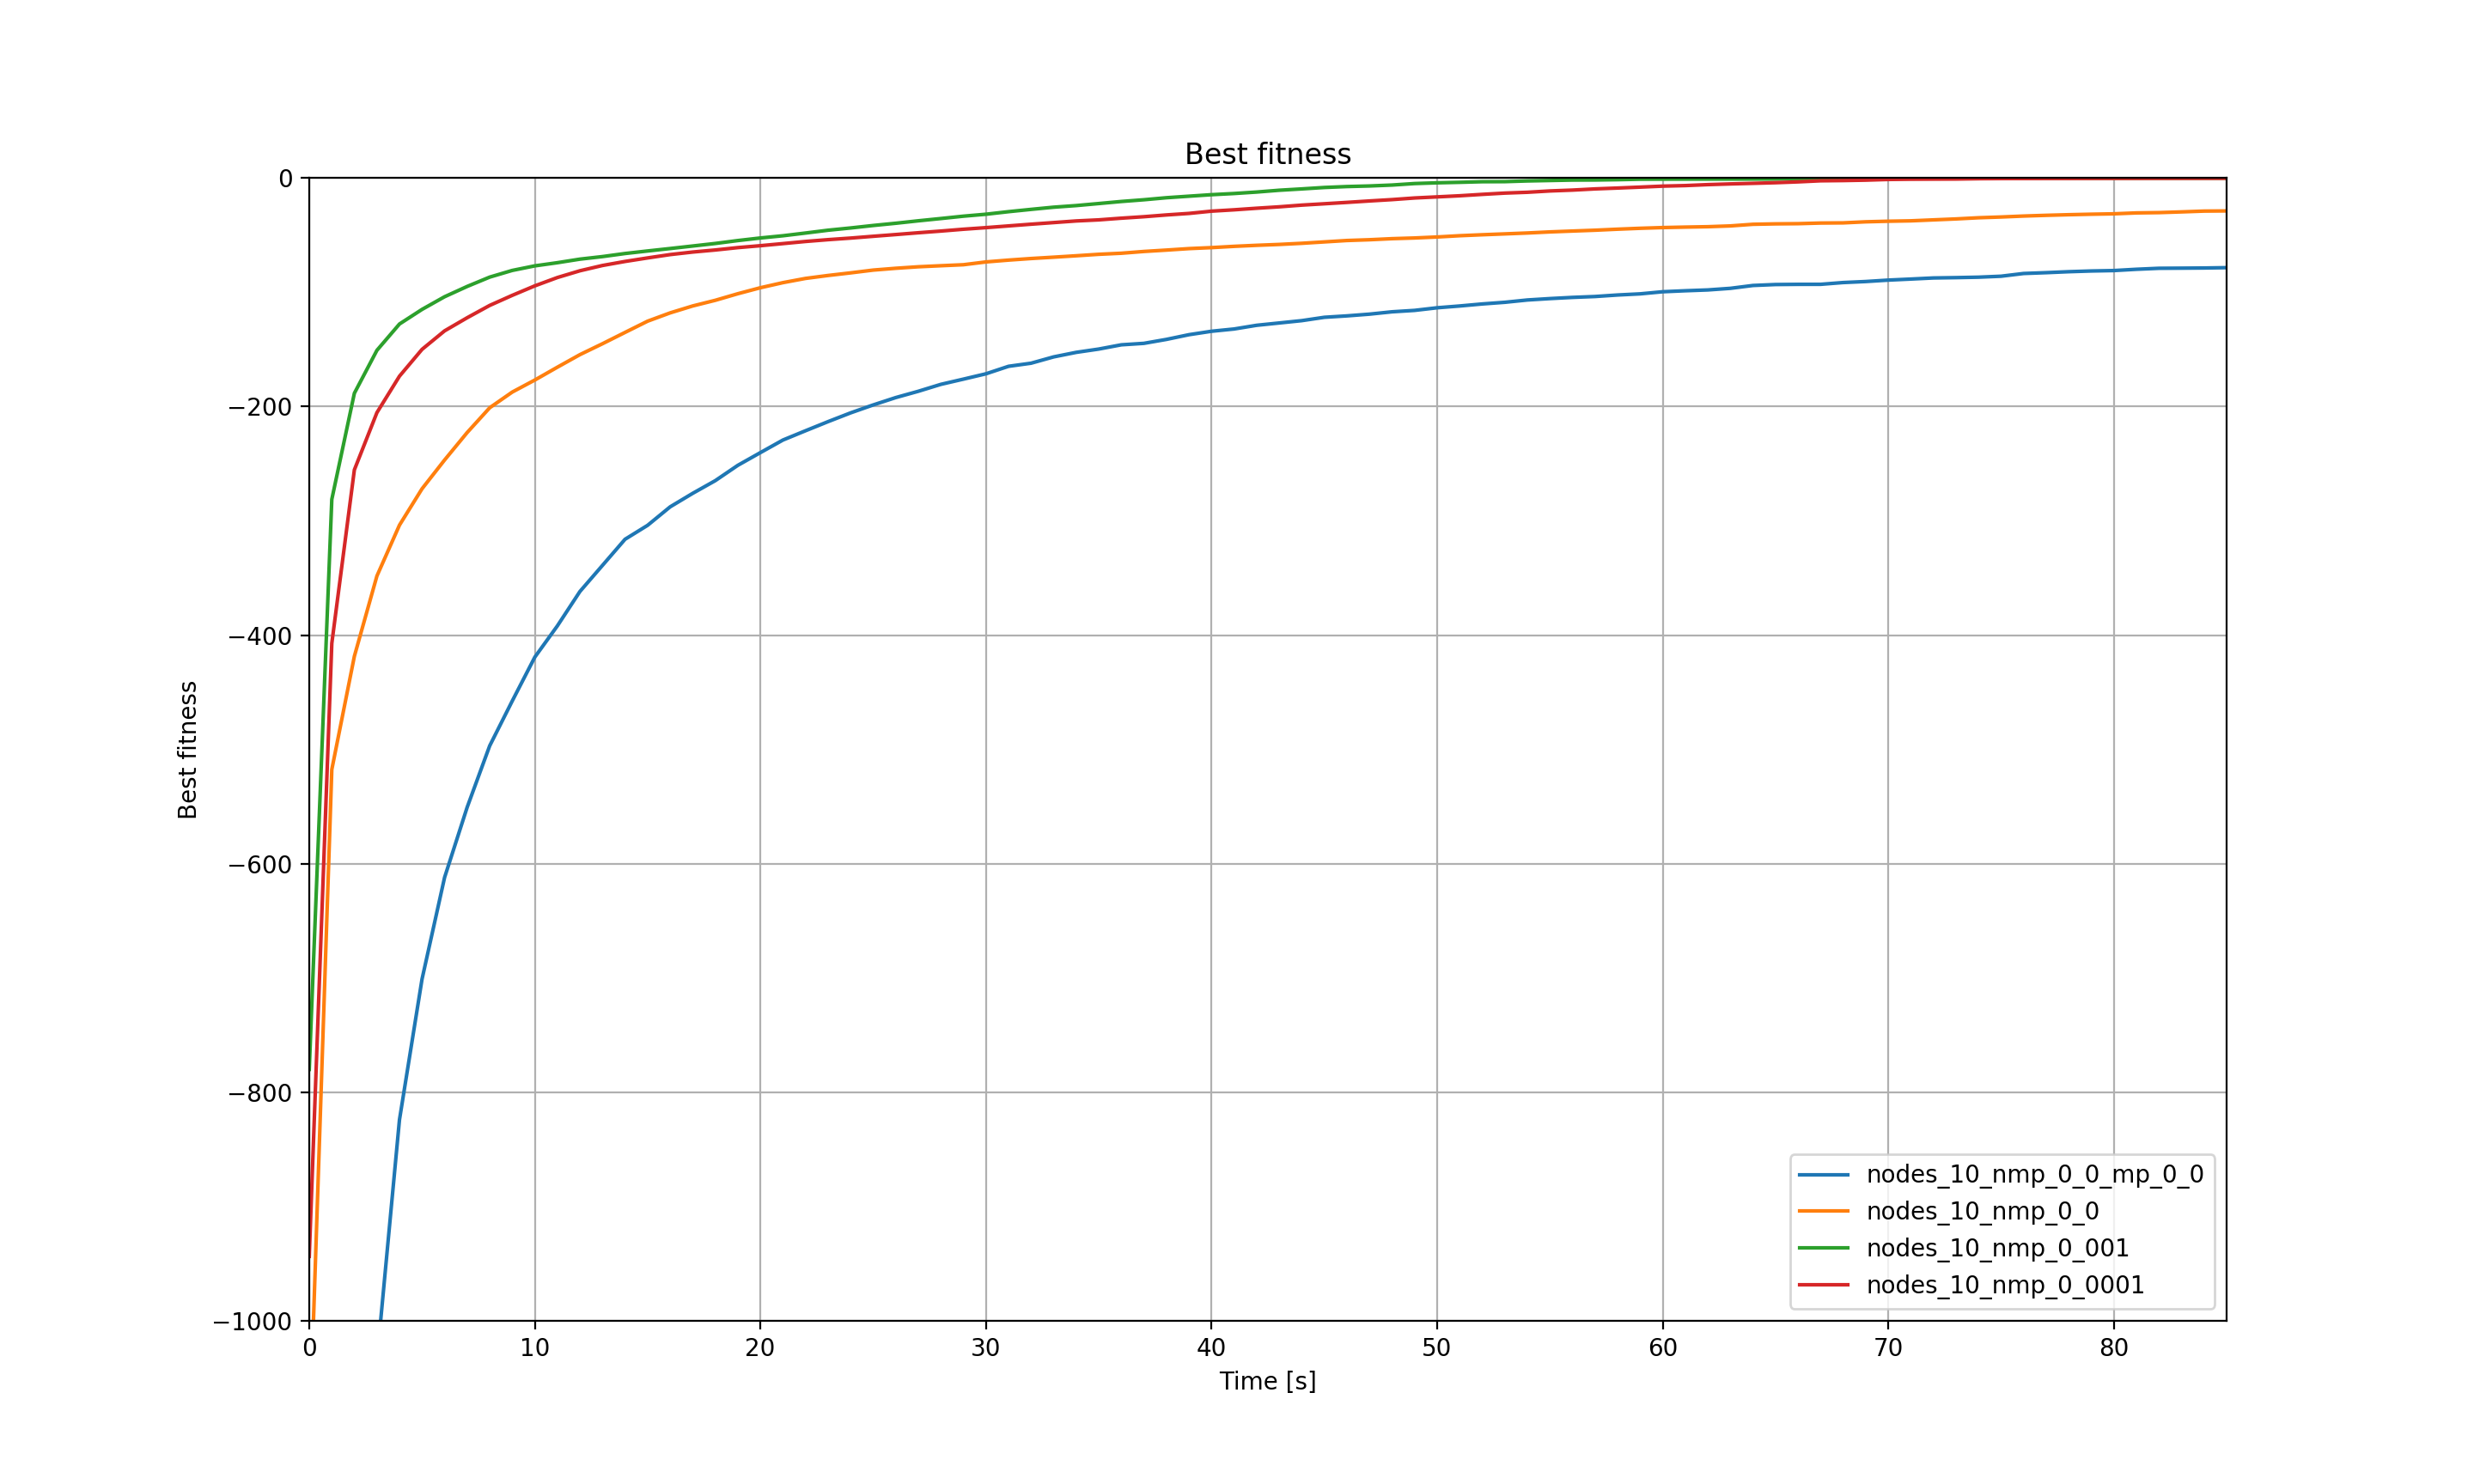 Best fitness
0
−200
−400
−600
−800
−1000
Best fitness
0 10 20 30 40 50 60 70 80
Time [s]
nodes_10_nmp_0_0_mp_0_0
nodes_10_nmp_0_0
nodes_10_nmp_0_001
nodes_10_nmp_0_0001